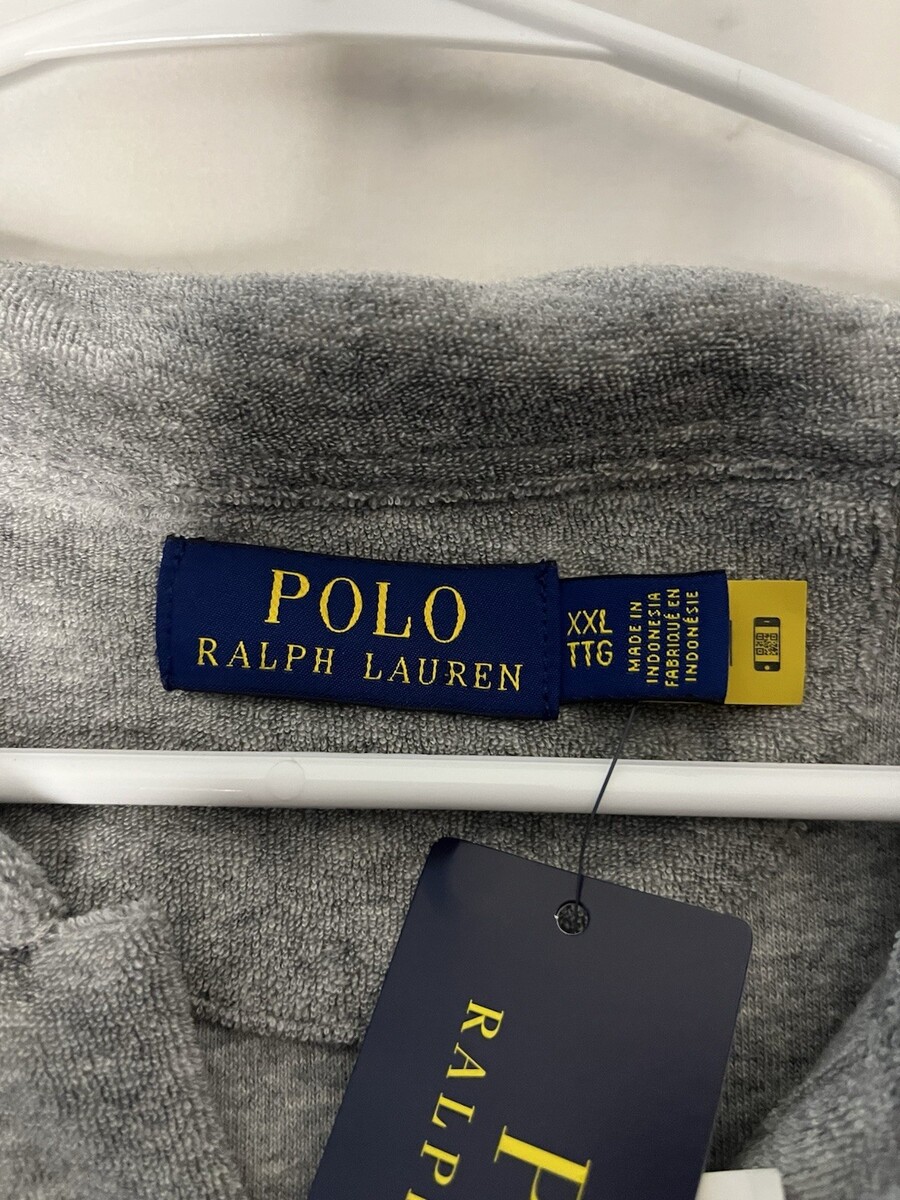 POLO
RALPH LAUREN
XXL
TTG
MADE IN
INDONESIA
FABRIQUÉ EN
INDONÉSIE
P
RALP